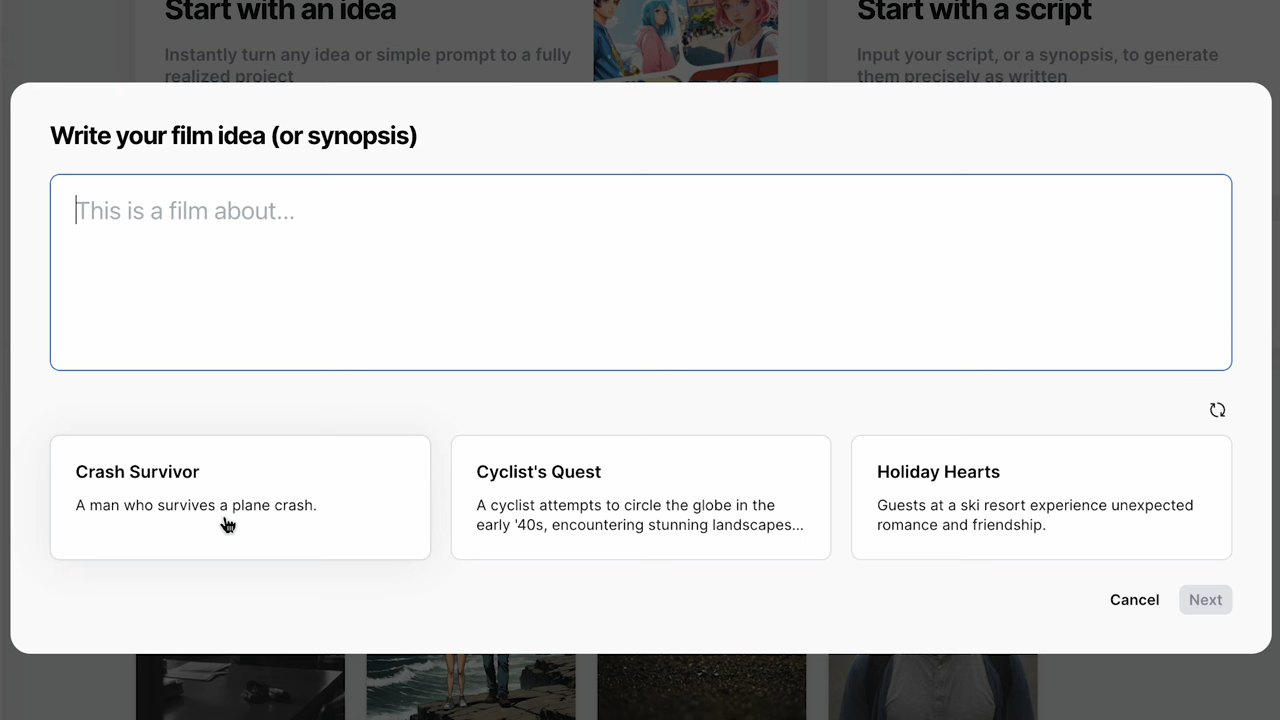 Start with an idea
Instantly turn any idea or simple prompt to a fully
realized project
Start with a script
Input your script, or a synopsis, to generate
them precisely as written
Write your film idea (or synopsis)
This is a film about...
Crash Survivor
A man who survives a plane crash.
Cyclist's Quest
A cyclist attempts to circle the globe in the
early '40s, encountering stunning landscapes...
Holiday Hearts
Guests at a ski resort experience unexpected
romance and friendship.
Cancel
Next